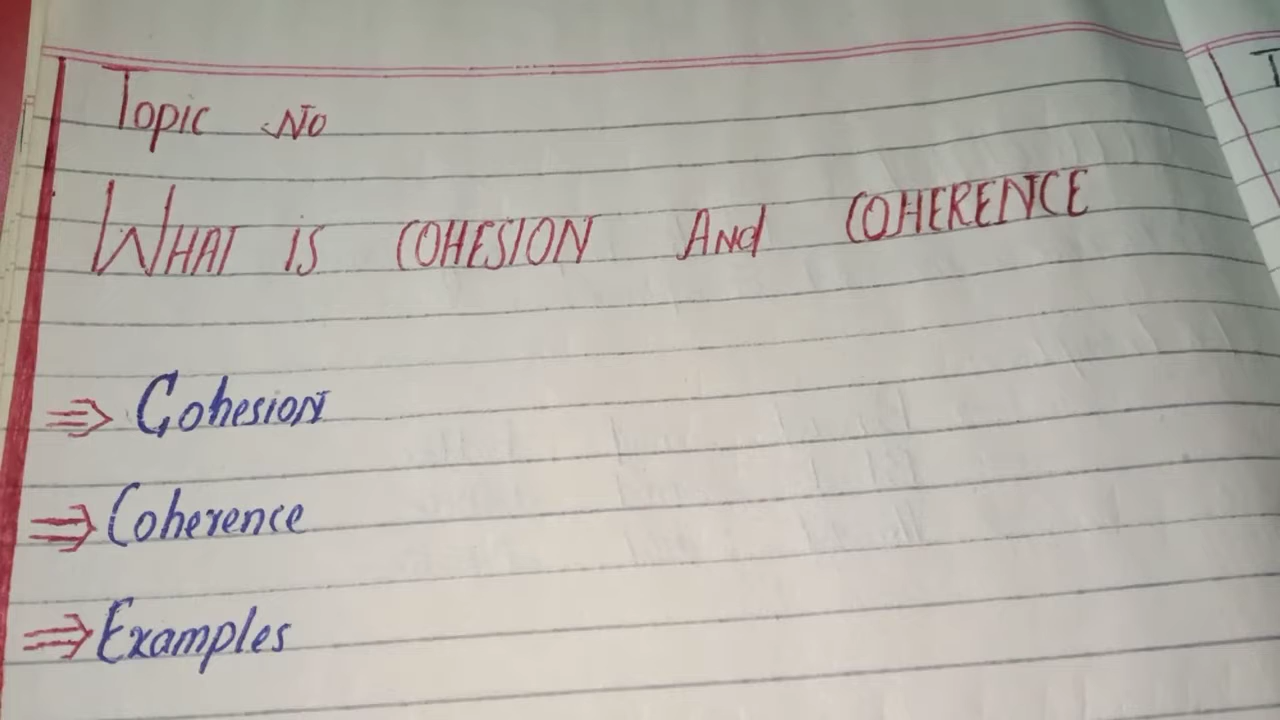 Topic No
WHAT IS COHESION And COHERENCE
⇒ Cohesion
⇒ Coherence
⇒ Examples